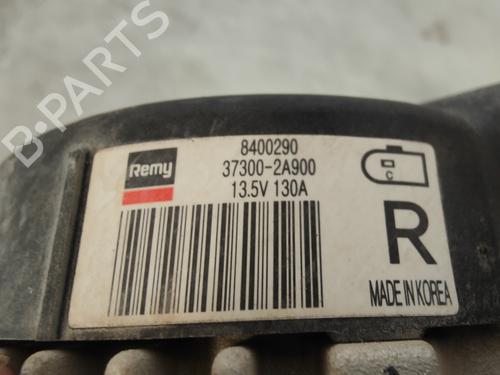 B-PARTS
Remy
8400290
37300-2A900
13.5V 130A
C
R
MADE IN KOREA